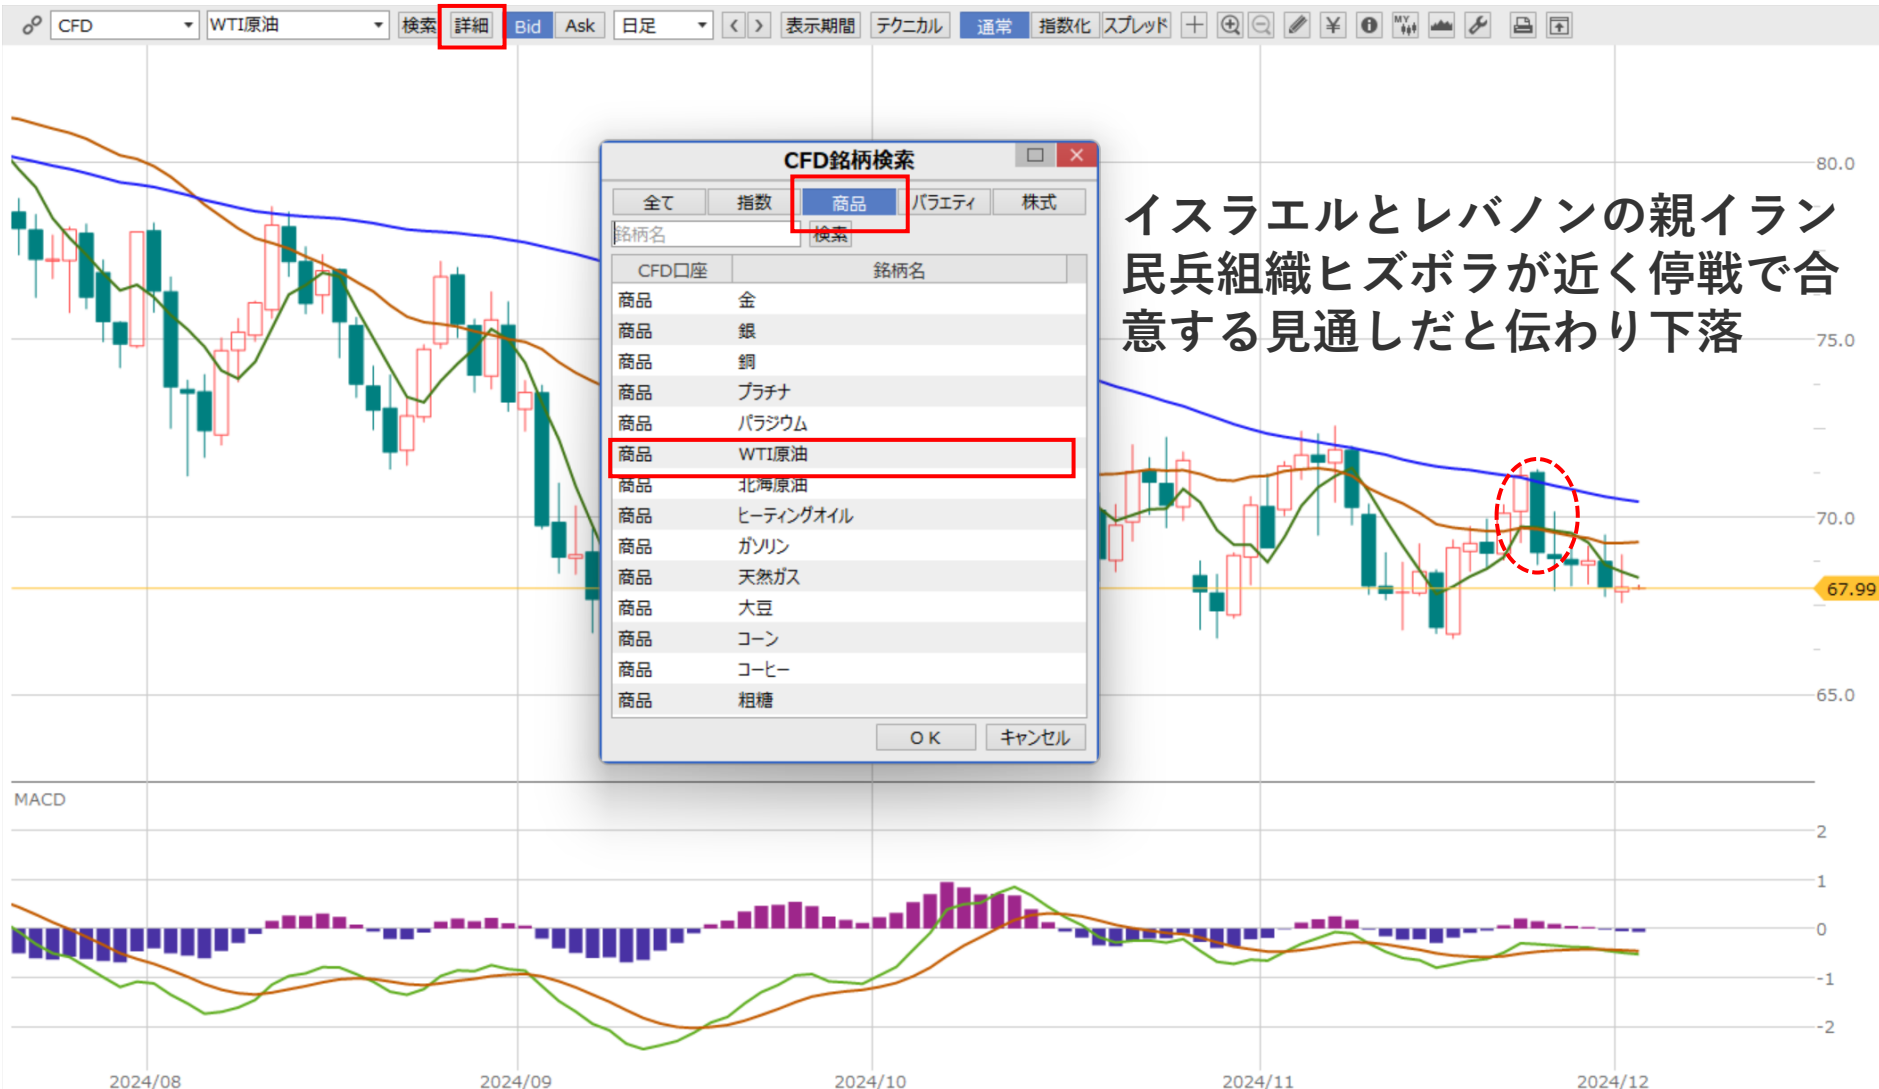 CFD WTI原油 検索 詳細 Bid Ask 日足 表示期間 テクニカル 通常 指数化 スプレッド
CFD銘柄検索
全て 指数 商品 バラエティ 株式
銘柄名 検索
CFD口座 銘柄名
商品 金
商品 銀
商品 銅
商品 プラチナ
商品 パラジウム
商品 WTI原油
商品 北海原油
商品 ヒーティングオイル
商品 ガソリン
商品 天然ガス
商品 大豆
商品 コーン
商品 コーヒー
商品 粗糖
OK キャンセル
イスラエルとレバノンの親イラン
民兵組織ヒズボラが近く停戦で合
意する見通しだと伝わり下落
80.0
75.0
70.0
67.99
65.0
MACD
2
1
0
-1
-2
2024/08 2024/09 2024/10 2024/11 2024/12